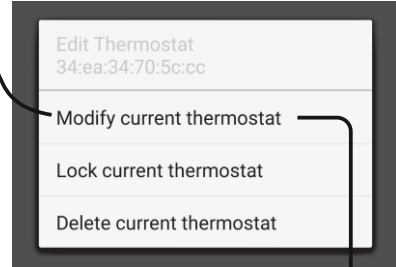 Edit Thermostat
34:ea:34:70:5c:cc
Modify current thermostat
Lock current thermostat
Delete current thermostat